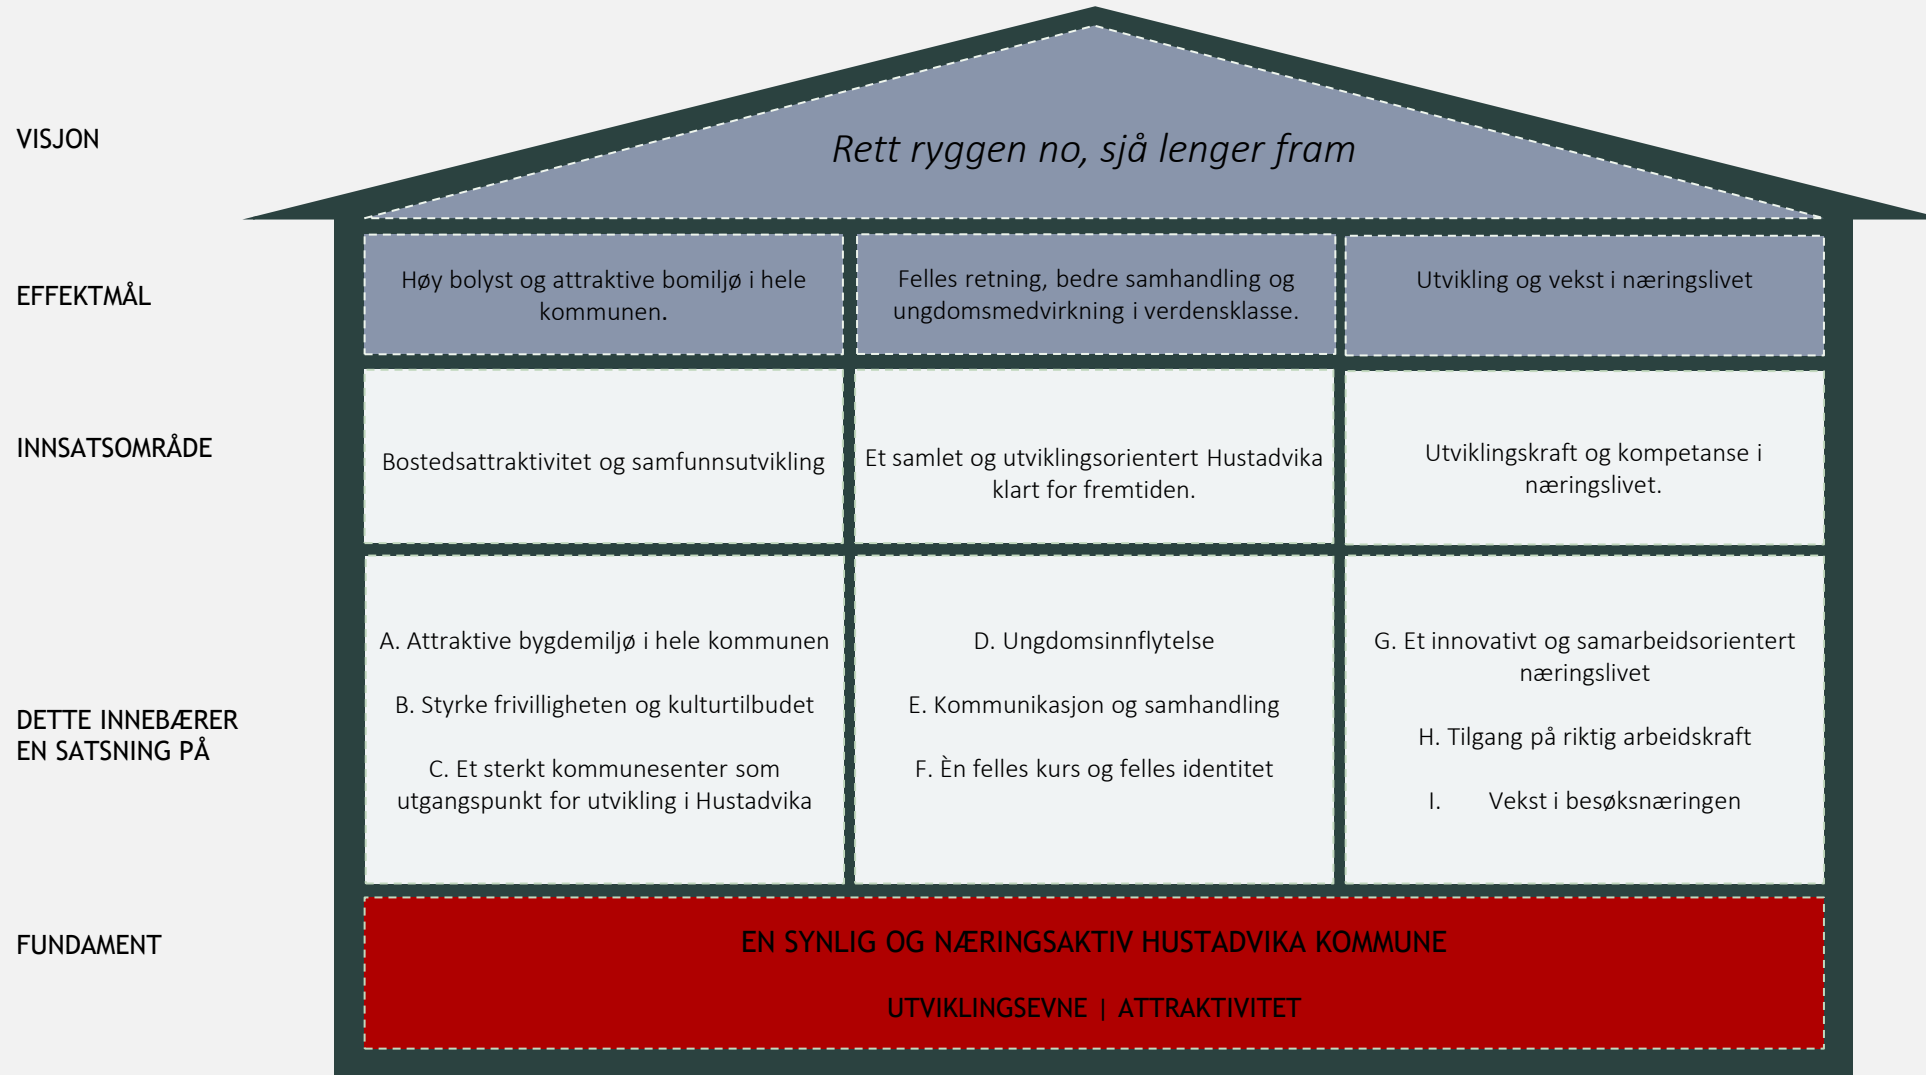 VISJON
Rett ryggen no, sjå lenger fram
EFFEKTMÅL
Høy bolyst og attraktive bomiljø i hele
kommunen.
Felles retning, bedre samhandling og
ungdomsmedvirkning i verdensklasse.
Utvikling og vekst i næringslivet
INNSATSOMRÅDE
Bostedsattraktivitet og samfunnsutvikling
Et samlet og utviklingsorientert Hustadvika
klart for fremtiden.
Utviklingskraft og kompetanse i
næringslivet.
DETTE INNEBÆRER
EN SATSNING PÅ
A. Attraktive bygdemiljø i hele kommunen
B. Styrke frivilligheten og kulturtilbudet
C. Et sterkt kommunesenter som
utgangspunkt for utvikling i Hustadvika
D. Ungdomsinnflytelse
E. Kommunikasjon og samhandling
F. Èn felles kurs og felles identitet
G. Et innovativt og samarbeidsorientert
næringslivet
H. Tilgang på riktig arbeidskraft
I. Vekst i besøksnæringen
FUNDAMENT
EN SYNLIG OG NÆRINGSAKTIV HUSTADVIKA KOMMUNE
UTVIKLINGSEVNE | ATTRAKTIVITET